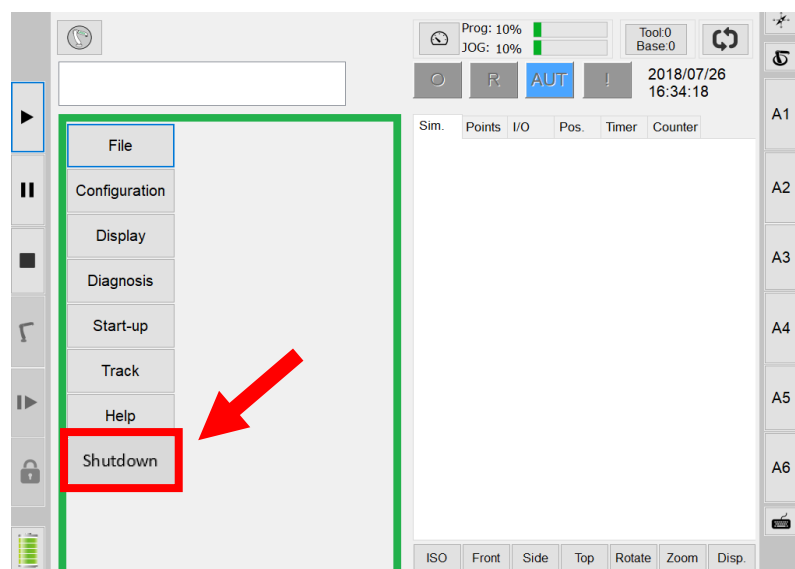 Prog: 10%
JOG: 10%
Tool:0
Base:0
O R AUT !
2018/07/26
16:34:18
Sim. Points I/O Pos. Timer Counter
File
Configuration
Display
Diagnosis
Start-up
Track
Help
Shutdown
A1
A2
A3
A4
A5
A6
ISO Front Side Top Rotate Zoom Disp.